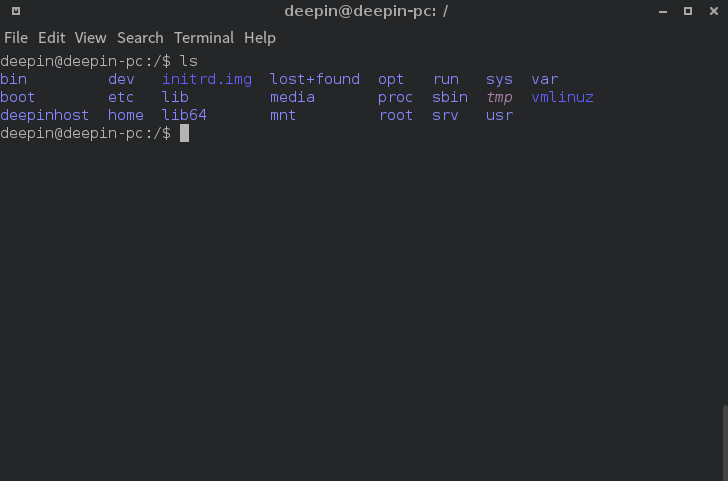 deepin@deepin-pc: /
File Edit View Search Terminal Help
deepin@deepin-pc:/$ ls
bin dev initrd.img lost+found opt run sys var
boot etc lib media proc sbin tmp vmlinuz
deepinhost home lib64 mnt root srv usr
deepin@deepin-pc:/$